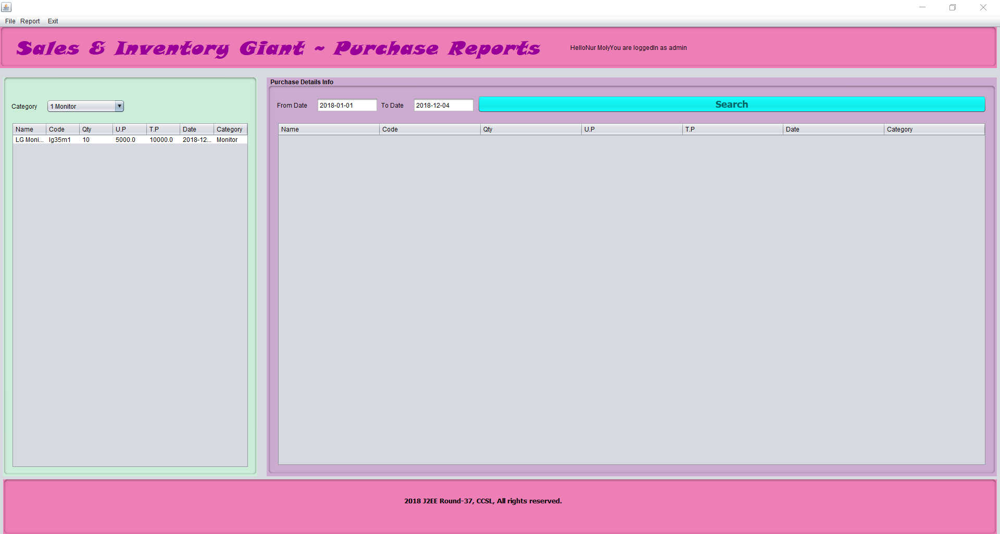 File Report Exit
Sales & Inventory Giant ~ Purchase Reports
HelloNur MolyYou are loggedIn as admin
Category 1 Monitor
Name Code Qty U.P T.P Date Category
LG Moni... lg35m1 10 5000.0 10000.0 2018-12... Monitor
Purchase Details Info
From Date 2018-01-01 To Date 2018-12-04 Search
Name Code Qty U.P T.P Date Category
2018 J2EE Round-37, CCSL, All rights reserved.